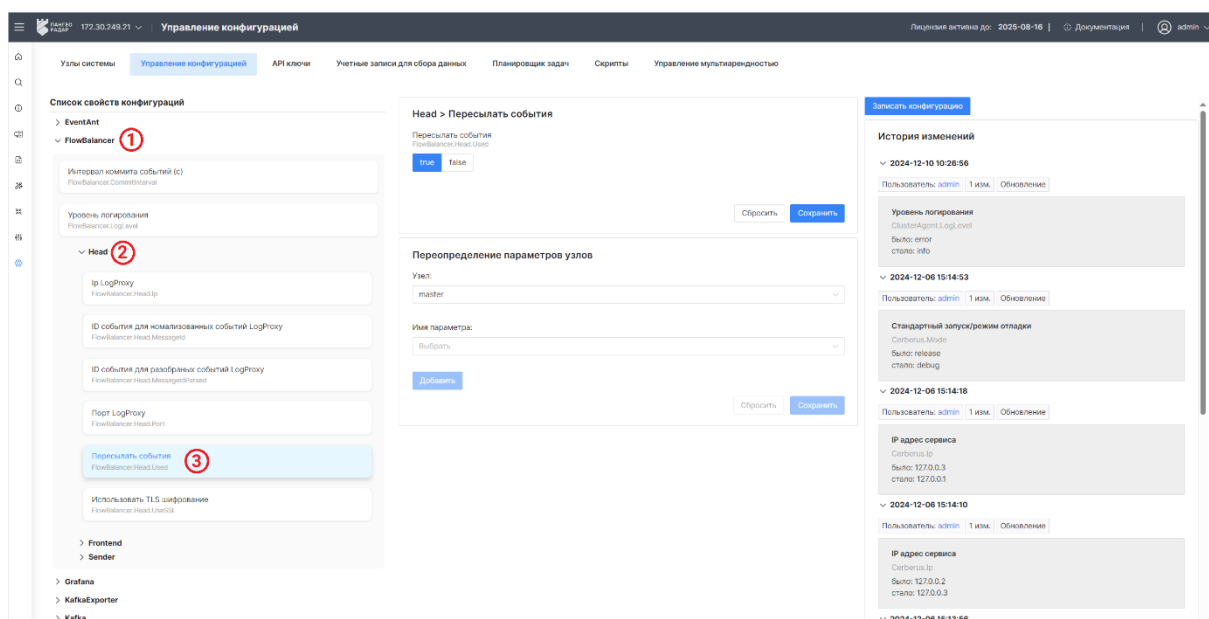 ПАНГЕО РАДАР 172.30.249.21 Управление конфигурацией Лицензия активна до: 2025-08-16 | Документация | admin
Узлы системы Управление конфигурацией API ключи Учетные записи для сбора данных Планировщик задач Скрипты Управление мультиарендностью
Список свойств конфигураций
EventAnt
FlowBalancer 1
Интервал коммита событий (с)
FlowBalancer.CommitInterval
Уровень логирования
FlowBalancer.LogLevel
Head 2
Ip LogProxy
FlowBalancer.Head.Ip
ID события для номализованных событий LogProxy
FlowBalancer.Head.MessageId
ID события для разобраных событий LogProxy
FlowBalancer.Head.MessageIdParsed
Порт LogProxy
FlowBalancer.Head.Port
Пересылать события 3
FlowBalancer.Head.Used
Использовать TLS шифрование
FlowBalancer.Head.UseSSL
Frontend
Sender
Grafana
KafkaExporter
Kafka
Head > Пересылать события
Пересылать события
FlowBalancer.Head.Used
true false
Сбросить Сохранить
Переопределение параметров узлов
Узел:
master
Имя параметра:
Выбрать
Добавить
Сбросить Сохранить
Записать конфигурацию
История изменений
2024-12-10 10:26:56
Пользователь: admin 1 изм. Обновление
Уровень логирования
ClusterAgent.LogLevel
было: error
стало: info
2024-12-06 15:14:53
Пользователь: admin 1 изм. Обновление
Стандартный запуск/режим отладки
Cerberus.Mode
было: release
стало: debug
2024-12-06 15:14:18
Пользователь: admin 1 изм. Обновление
IP адрес сервиса
Cerberus.Ip
было: 127.0.0.3
стало: 127.0.0.1
2024-12-06 15:14:10
Пользователь: admin 1 изм. Обновление
IP адрес сервиса
Cerberus.Ip
было: 127.0.0.2
стало: 127.0.0.3
2024-12-06 15:13:56